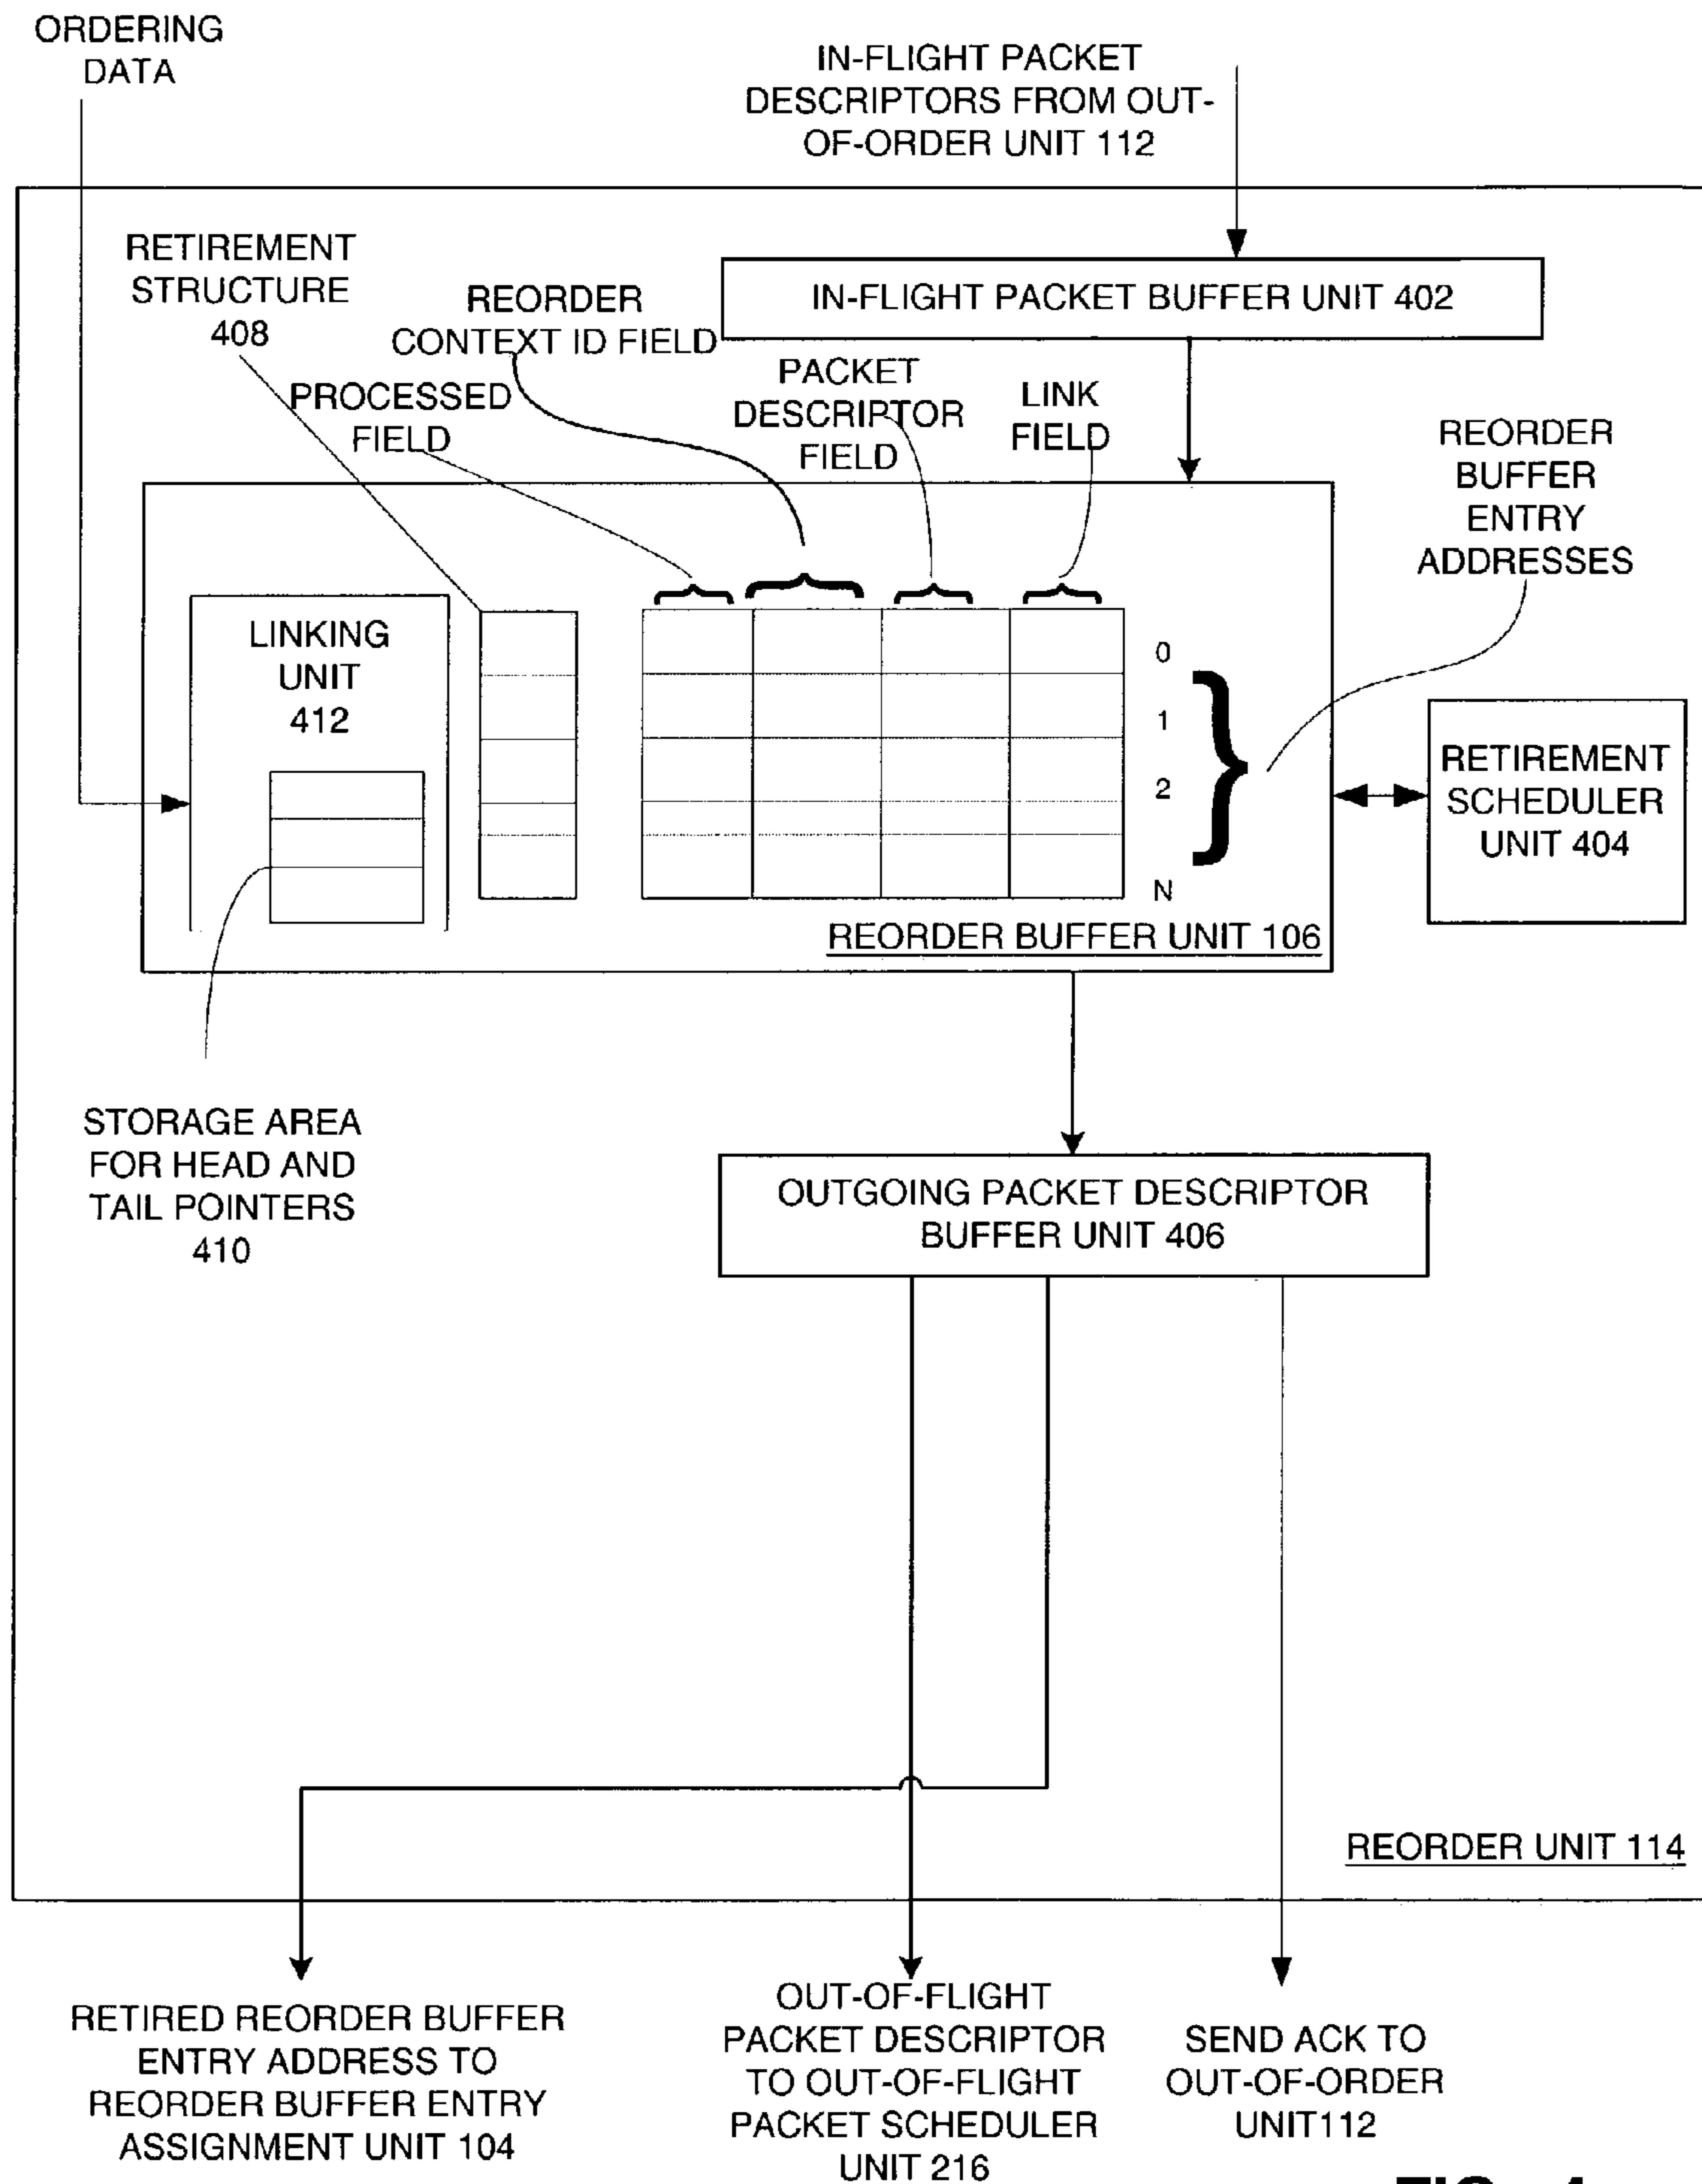 ORDERING
DATA
IN-FLIGHT PACKET
DESCRIPTORS FROM OUT-
OF-ORDER UNIT 112
RETIREMENT
STRUCTURE
408
REORDER
CONTEXT ID FIELD
PROCESSED
FIELD
IN-FLIGHT PACKET BUFFER UNIT 402
PACKET
DESCRIPTOR
FIELD
LINK
FIELD
REORDER
BUFFER
ENTRY
ADDRESSES
LINKING
UNIT
412
0
1
2
N
RETIREMENT
SCHEDULER
UNIT 404
REORDER BUFFER UNIT 106
STORAGE AREA
FOR HEAD AND
TAIL POINTERS
410
OUTGOING PACKET DESCRIPTOR
BUFFER UNIT 406
REORDER UNIT 114
RETIRED REORDER BUFFER
ENTRY ADDRESS TO
REORDER BUFFER ENTRY
ASSIGNMENT UNIT 104
OUT-OF-FLIGHT
PACKET DESCRIPTOR
TO OUT-OF-FLIGHT
PACKET SCHEDULER
UNIT 216
SEND ACK TO
OUT-OF-ORDER
UNIT112